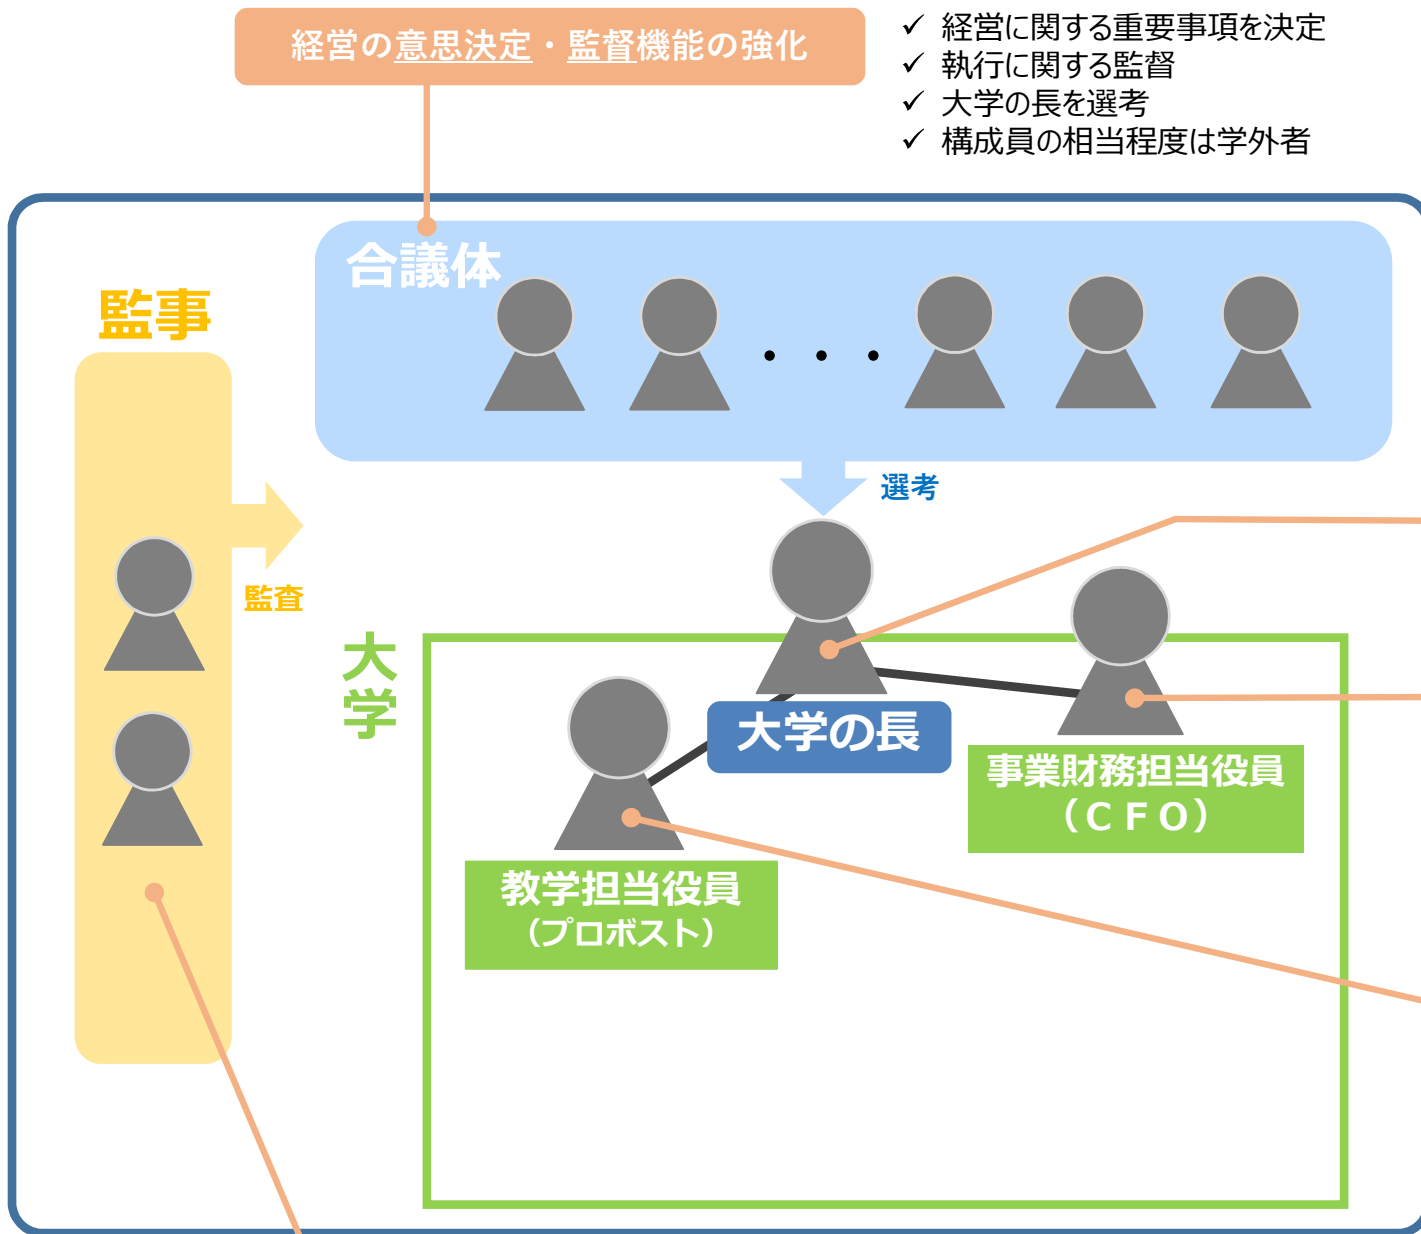 経営の意思決定・監督機能の強化
✓ 経営に関する重要事項を決定
✓ 執行に関する監督
✓ 大学の長を選考
✓ 構成員の相当程度は学外者
合議体
監事
・・・
選考
監査
大学
大学の長
事業財務担当役員
（ＣＦＯ）
教学担当役員
（プロボスト）